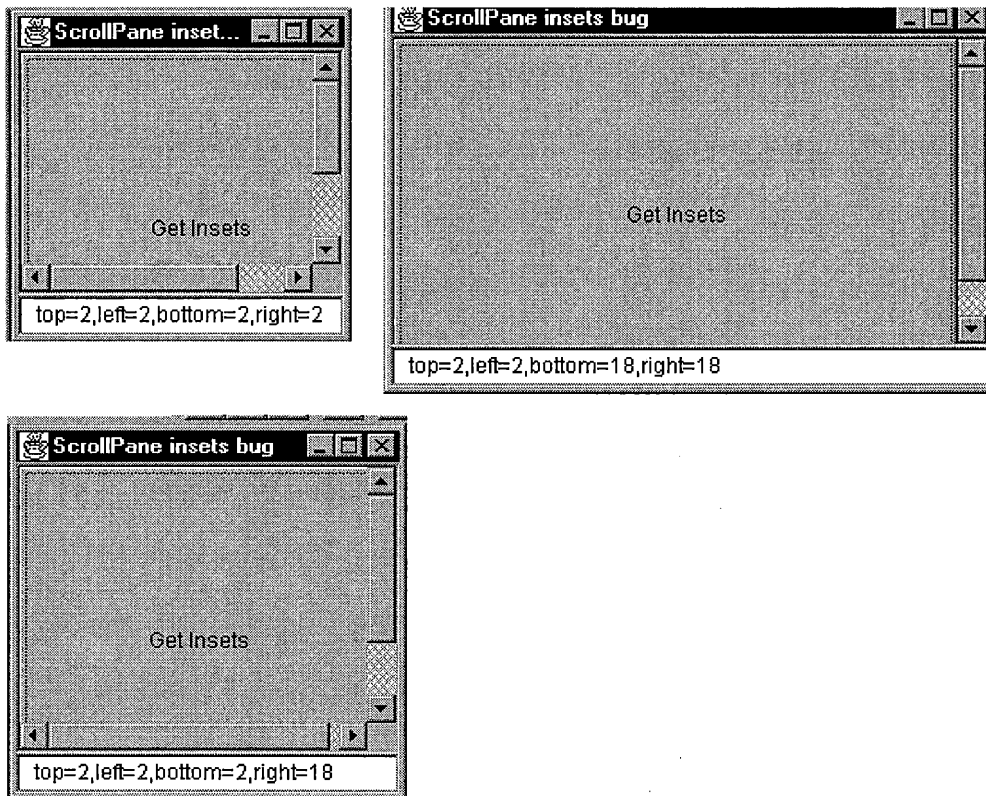 ScrollPane inset...
Get Insets
top=2,left=2,bottom=2,right=2
ScrollPane insets bug
Get Insets
top=2,left=2,bottom=18,right=18
ScrollPane insets bug
Get Insets
top=2,left=2,bottom=2,right=18